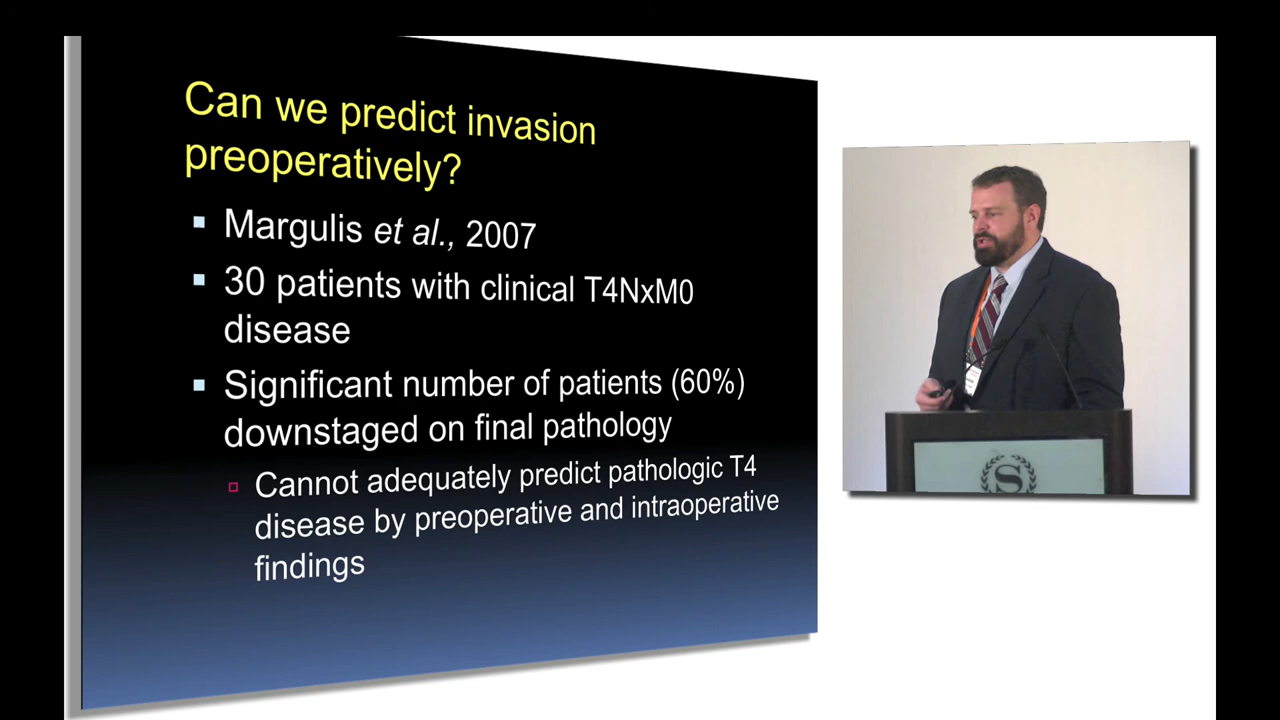 Can we predict invasion
preoperatively?
Margulis et al., 2007
30 patients with clinical T4NxM0
disease
Significant number of patients (60%)
downstaged on final pathology
Cannot adequately predict pathologic T4
disease by preoperative and intraoperative
findings
S